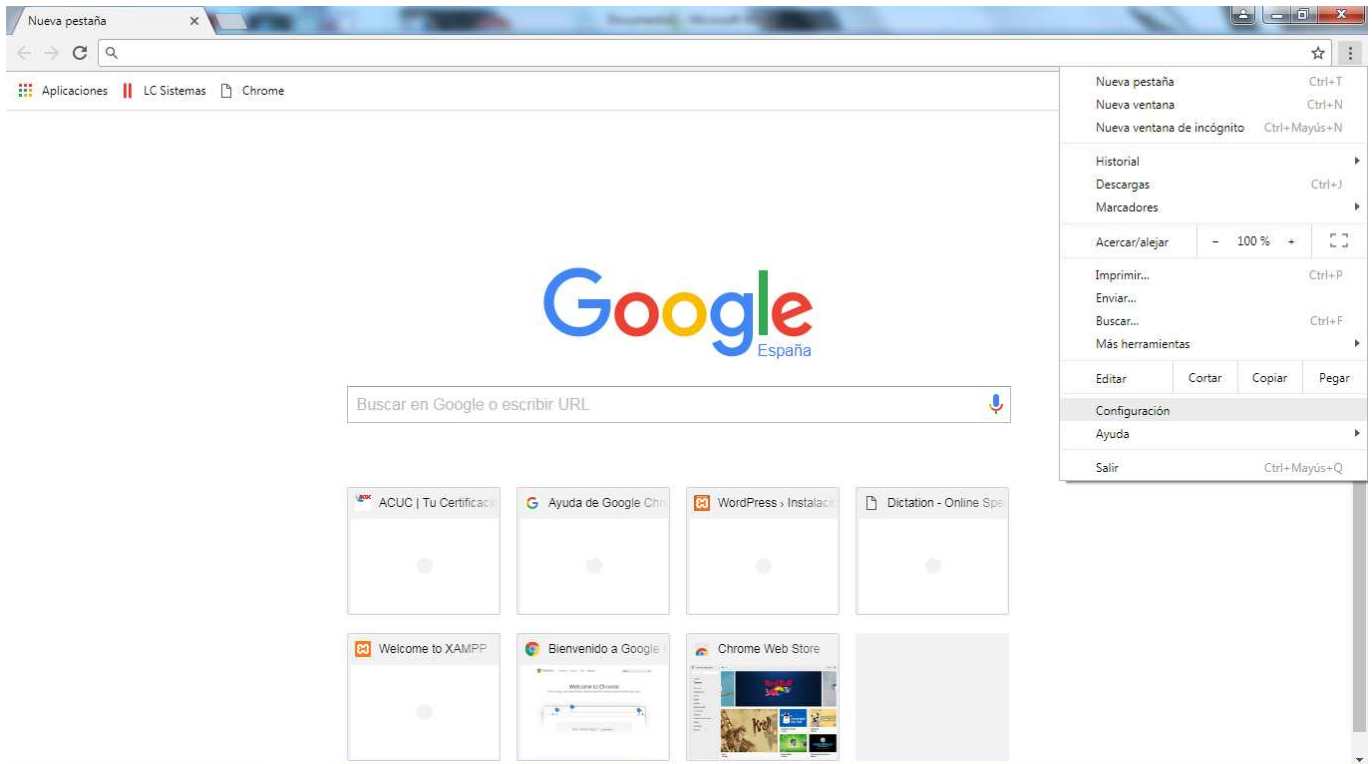 Nueva pestaña
Aplicaciones LC Sistemas Chrome
Nueva pestaña Ctrl+T
Nueva ventana Ctrl+N
Nueva ventana de incógnito Ctrl+Mayús+N
Historial
Descargas Ctrl+J
Marcadores
Acercar/alejar - 100 % +
Imprimir... Ctrl+P
Enviar...
Buscar... Ctrl+F
Más herramientas
Editar Cortar Copiar Pegar
Configuración
Ayuda
Salir Ctrl+Mayús+Q
Google
España
Buscar en Google o escribir URL
ACUC | Tu Certificaci
Ayuda de Google Chr
WordPress › Instalaci
Dictation - Online Spe
Welcome to XAMPP
Bienvenido a Google
Welcome to Chrome
Chrome Web Store